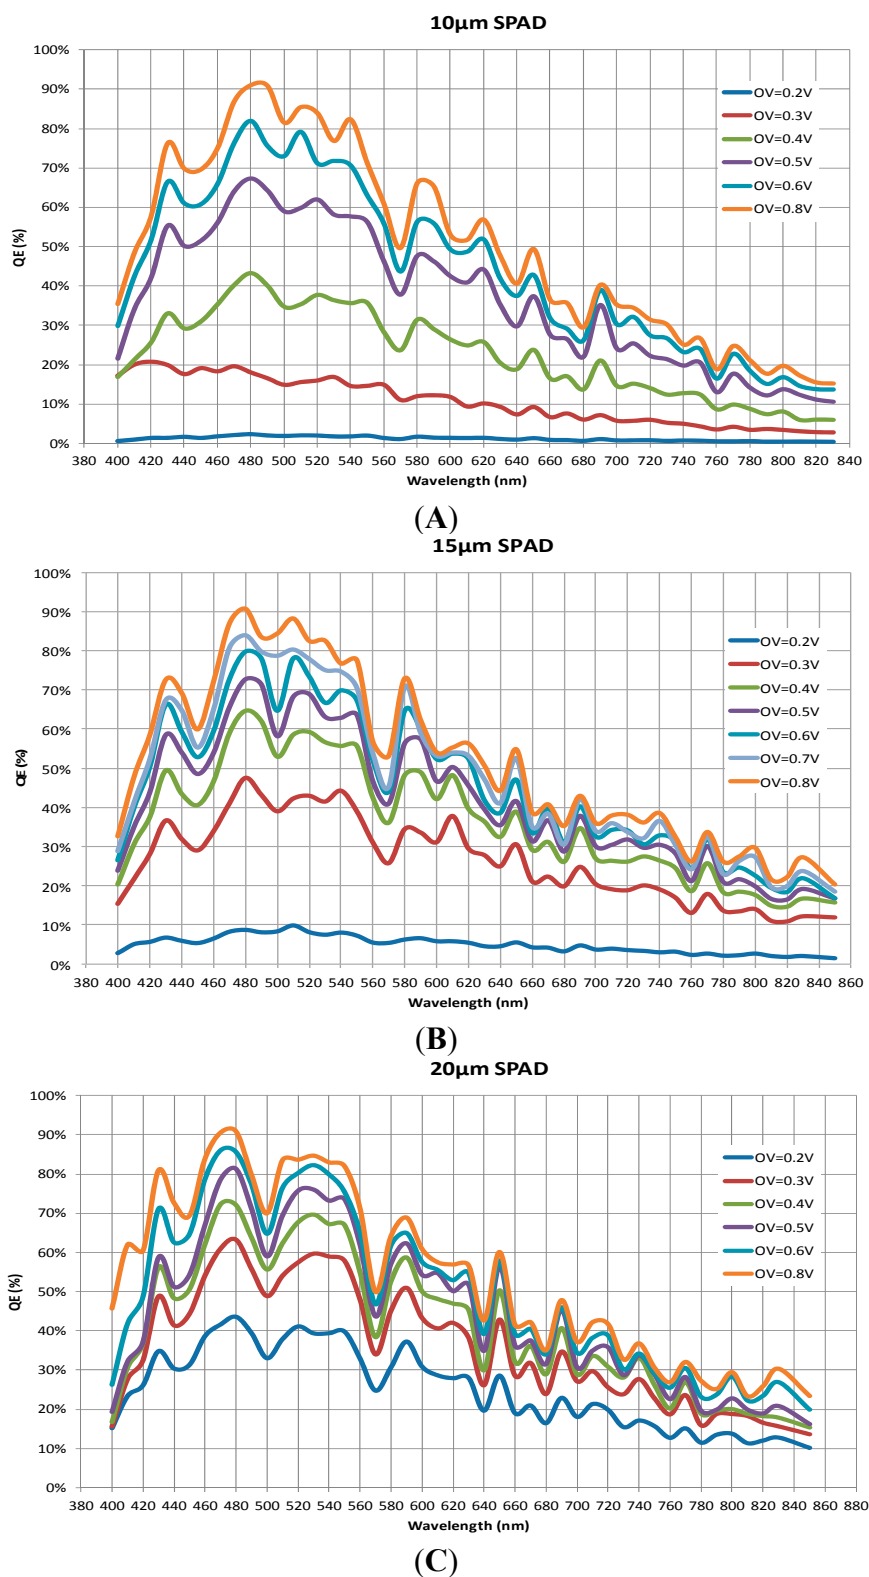 10µm SPAD
100%
90%
80%
70%
60%
50%
40%
30%
20%
10%
0%
QE (%)
OV=0.2V
OV=0.3V
OV=0.4V
OV=0.5V
OV=0.6V
OV=0.8V
380 400 420 440 460 480 500 520 540 560 580 600 620 640 660 680 700 720 740 760 780 800 820 840
Wavelength (nm)
(A)
15µm SPAD
100%
90%
80%
70%
60%
50%
40%
30%
20%
10%
0%
QE (%)
OV=0.2V
OV=0.3V
OV=0.4V
OV=0.5V
OV=0.6V
OV=0.7V
OV=0.8V
380 400 420 440 460 480 500 520 540 560 580 600 620 640 660 680 700 720 740 760 780 800 820 840 860
Wavelength (nm)
(B)
20µm SPAD
100%
90%
80%
70%
60%
50%
40%
30%
20%
10%
0%
QE (%)
OV=0.2V
OV=0.3V
OV=0.4V
OV=0.5V
OV=0.6V
OV=0.8V
380 400 420 440 460 480 500 520 540 560 580 600 620 640 660 680 700 720 740 760 780 800 820 840 860 880
Wavelength (nm)
(C)